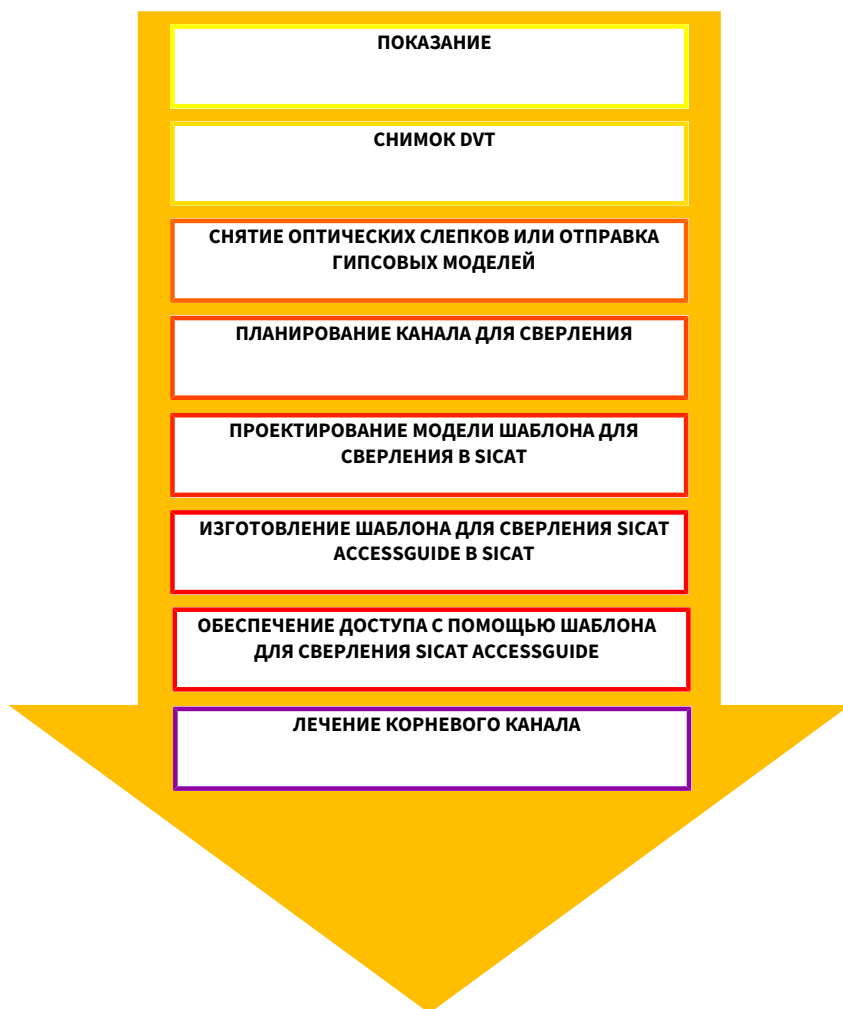 ПОКАЗАНИЕ
СНИМОК DVT
СНЯТИЕ ОПТИЧЕСКИХ СЛЕПКОВ ИЛИ ОТПРАВКА
ГИПСОВЫХ МОДЕЛЕЙ
ПЛАНИРОВАНИЕ КАНАЛА ДЛЯ СВЕРЛЕНИЯ
ПРОЕКТИРОВАНИЕ МОДЕЛИ ШАБЛОНА ДЛЯ
СВЕРЛЕНИЯ В SICAT
ИЗГОТОВЛЕНИЕ ШАБЛОНА ДЛЯ СВЕРЛЕНИЯ SICAT
ACCESSGUIDE В SICAT
ОБЕСПЕЧЕНИЕ ДОСТУПА С ПОМОЩЬЮ ШАБЛОНА
ДЛЯ СВЕРЛЕНИЯ SICAT ACCESSGUIDE
ЛЕЧЕНИЕ КОРНЕВОГО КАНАЛА